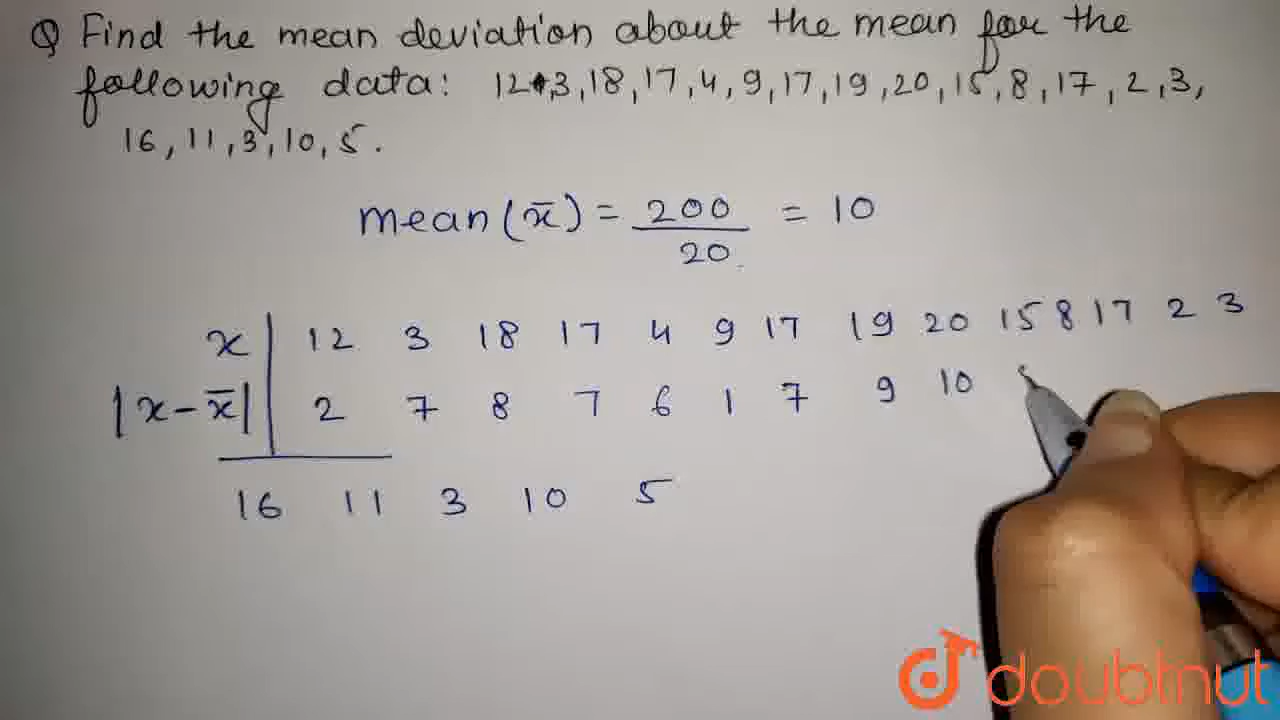 Q Find the mean deviation about the mean for the
following data: 12,3,18,17,4,9,17,19,20,15,8,17,2,3,
16,11,3,10,5.
mean(x̄) = 200/20 = 10
x | 12 3 18 17 4 9 17 19 20 15 8 17 2 3
|x-x̄| | 2 7 8 7 6 1 7 9 10
16 11 3 10 5
doubtnut